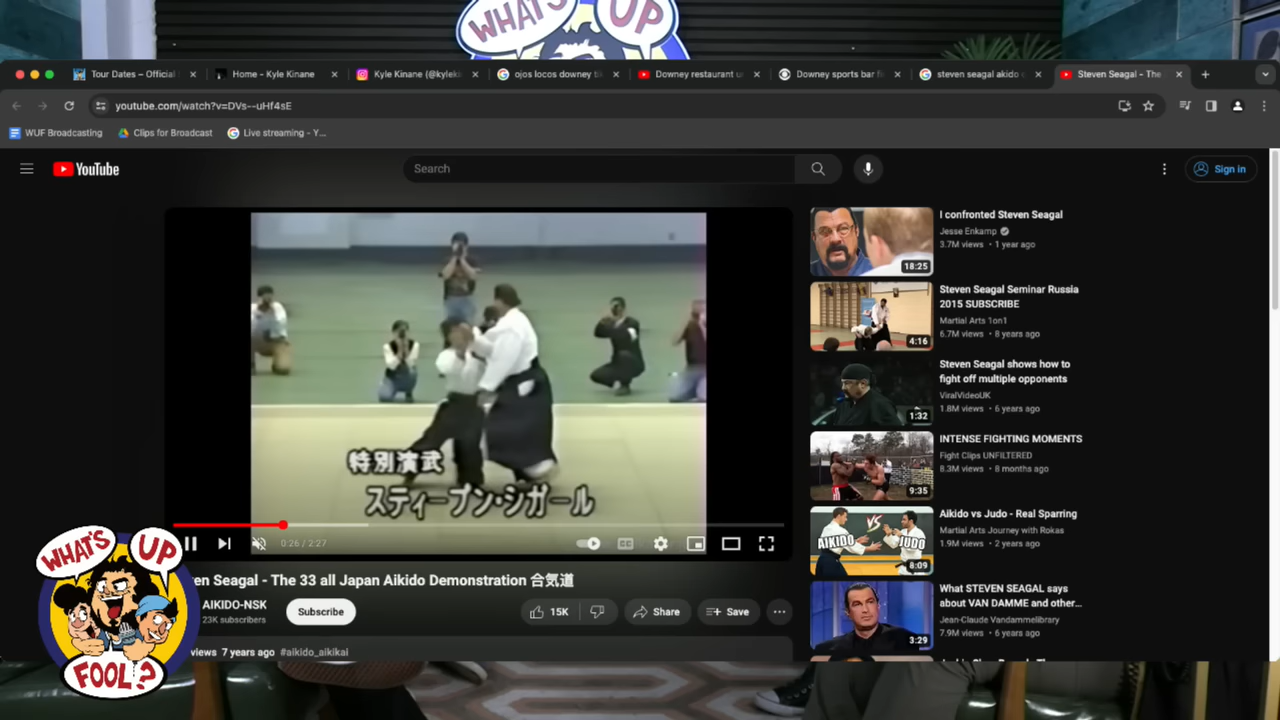 WHAT'S UP
Tour Dates – Official
Home - Kyle Kinane
Kyle Kinane (@kyleki
ojos locos downey ti
Downey restaurant u
Downey sports bar fi
steven seagal akido
Steven Seagal - The
youtube.com/watch?v=DVs--uHf4sE
WUF Broadcasting
Clips for Broadcast
Live streaming - Y...
YouTube
Search
Sign in
特別演武
スティーブン・シガール
0:26 / 2:27
en Seagal - The 33 all Japan Aikido Demonstration 合気道
AIKIDO-NSK
23K subscribers
Subscribe
15K
Share
Save
views 7 years ago #aikido_aikikai
I confronted Steven Seagal
Jesse Enkamp
3.7M views • 1 year ago
18:25
Steven Seagal Seminar Russia
2015 SUBSCRIBE
Martial Arts 1on1
6.7M views • 8 years ago
4:16
Steven Seagal shows how to
fight off multiple opponents
ViralVideoUK
1.8M views • 6 years ago
1:32
INTENSE FIGHTING MOMENTS
Fight Clips UNFILTERED
8.3M views • 8 months ago
9:35
Aikido vs Judo - Real Sparring
Martial Arts Journey with Rokas
1.9M views • 2 years ago
AIKIDO VS JUDO
8:09
What STEVEN SEAGAL says
about VAN DAMME and other...
Jean-Claude Vandammelibrary
7.9M views • 6 years ago
3:29
WHAT'S UP
FOOL?